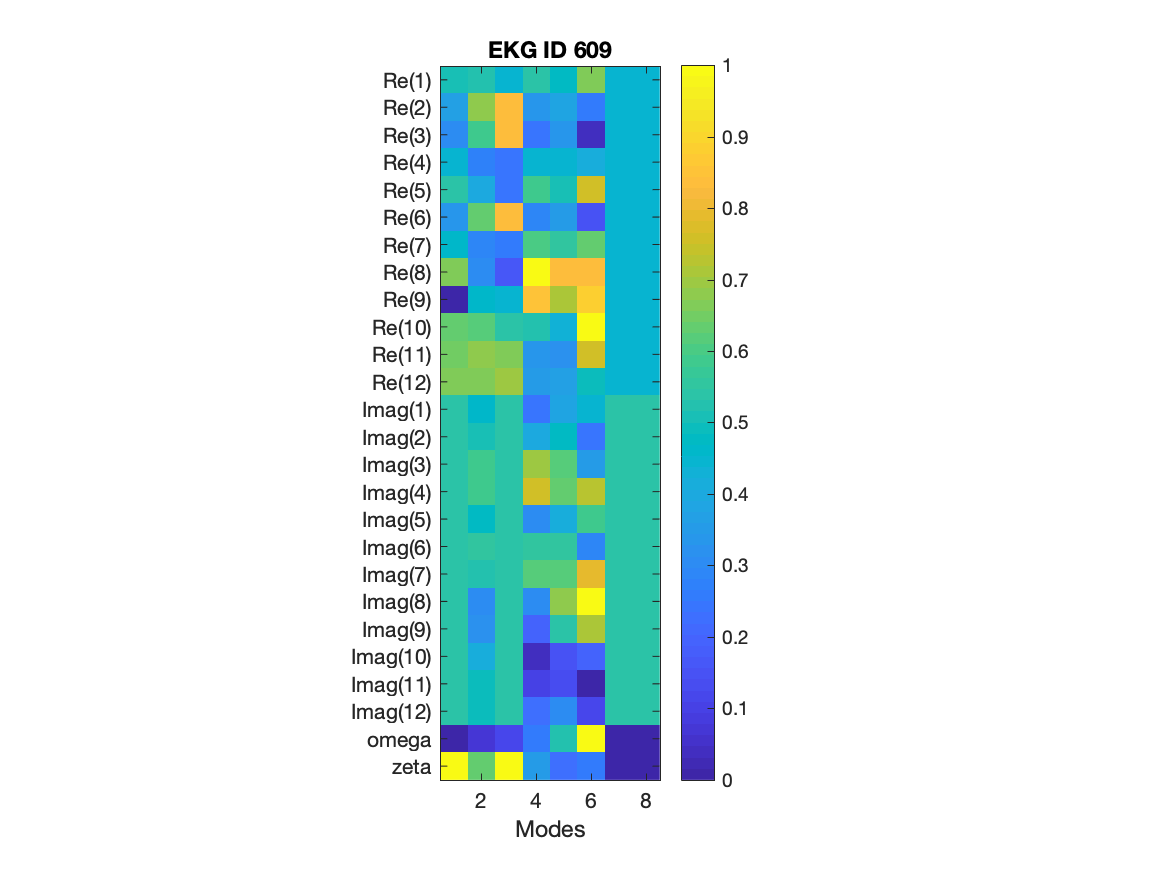 EKG ID 609
Re(1)
Re(2)
Re(3)
Re(4)
Re(5)
Re(6)
Re(7)
Re(8)
Re(9)
Re(10)
Re(11)
Re(12)
Imag(1)
Imag(2)
Imag(3)
Imag(4)
Imag(5)
Imag(6)
Imag(7)
Imag(8)
Imag(9)
Imag(10)
Imag(11)
Imag(12)
omega
zeta
2 4 6 8
Modes
1
0.9
0.8
0.7
0.6
0.5
0.4
0.3
0.2
0.1
0